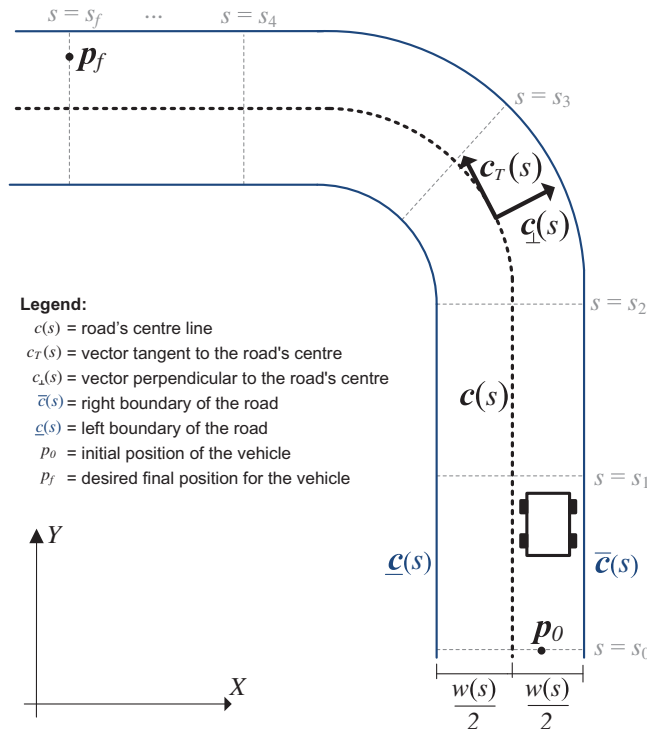 s = s_f ... s_4
p_f
s = s_3
c_T(s)
c_⊥(s)
s = s_2
Legend:
c(s) = road's centre line
c_T(s) = vector tangent to the road's centre
c_⊥(s) = vector perpendicular to the road's centre
c̅(s) = right boundary of the road
c̲(s) = left boundary of the road
p_0 = initial position of the vehicle
p_f = desired final position for the vehicle
c(s)
s = s_1
Y
c̲(s)
c̅(s)
p_0
s = s_0
X
w(s)/2 w(s)/2